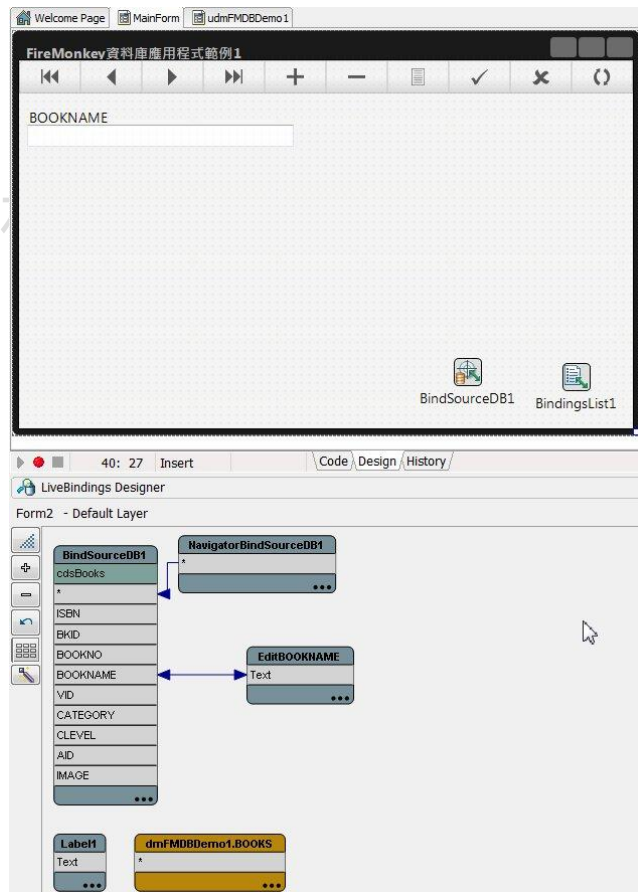 Welcome Page MainForm udmFMDBDemo1
FireMonkey資料庫應用程式範例1
BOOKNAME
BindSourceDB1
BindingsList1
40: 27 Insert Code Design History
LiveBindings Designer
Form2 - Default Layer
BindSourceDB1
cdsBooks
*
ISBN
BKID
BOOKNO
BOOKNAME
VID
CATEGORY
CLEVEL
AID
IMAGE
NavigatorBindSourceDB1
*
EditBOOKNAME
Text
Label1
Text
dmFMDBDemo1.BOOKS
*